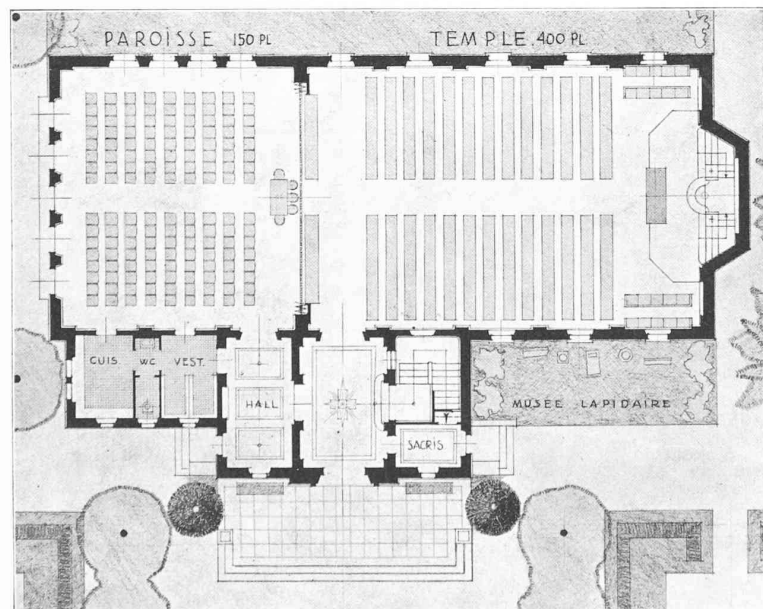 PAROISSE 150 PL
TEMPLE. 400 PL.
CUIS.
WC
VEST.
HALL
SACRIS.
MUSÉE LAPIDAIRE